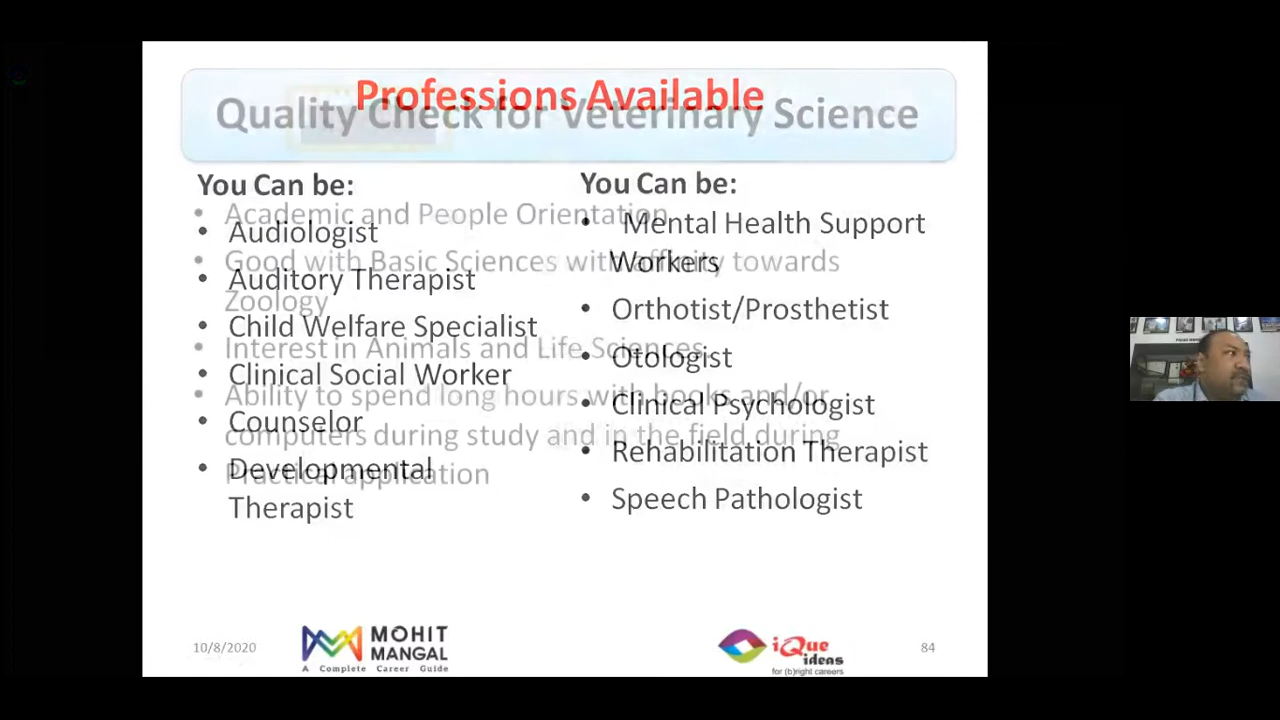 Professions Available
Quality Check for Veterinary Science
You Can be:
• Audiologist
• Auditory Therapist
• Child Welfare Specialist
• Clinical Social Worker
• Counselor
• Developmental
Therapist
You Can be:
• Mental Health Support
Workers
• Orthotist/Prosthetist
• Otologist
• Clinical Psychologist
• Rehabilitation Therapist
• Speech Pathologist
• Academic and People Orientation
• Good with Basic Sciences with affinity towards
Zoology
• Interest in Animals and Life Sciences
• Ability to spend long hours with books and/or
computers during study and in the field during
Practical application
10/8/2020
MOHIT
MANGAL
A Complete Career Guide
iQue
ideas
for (b)right careers
84